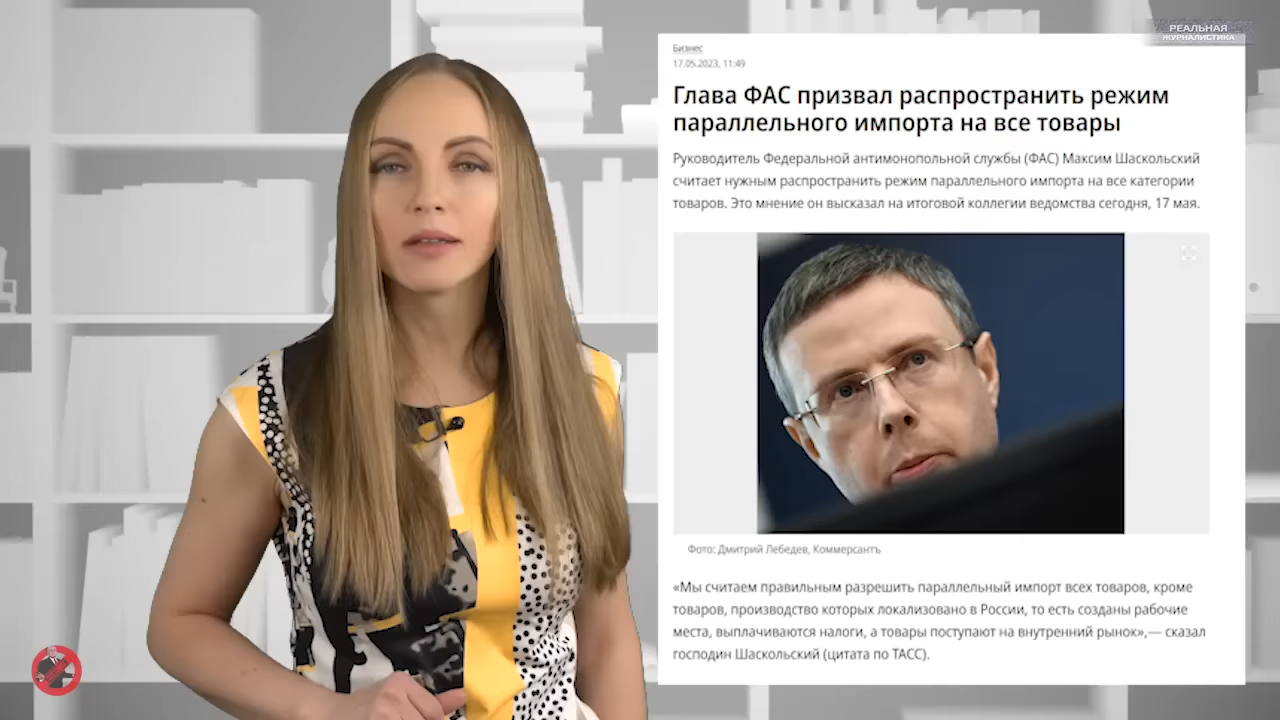 РЕАЛЬНАЯ
ЖУРНАЛИСТИКА
Бизнес
17.05.2023, 11:49
Глава ФАС призвал распространить режим
параллельного импорта на все товары
Руководитель Федеральной антимонопольной службы (ФАС) Максим Шаскольский
считает нужным распространить режим параллельного импорта на все категории
товаров. Это мнение он высказал на итоговой коллегии ведомства сегодня, 17 мая.
Фото: Дмитрий Лебедев, Коммерсантъ
«Мы считаем правильным разрешить параллельный импорт всех товаров, кроме
товаров, производство которых локализовано в России, то есть созданы рабочие
места, выплачиваются налоги, а товары поступают на внутренний рынок»,— сказал
господин Шаскольский (цитата по ТАСС).